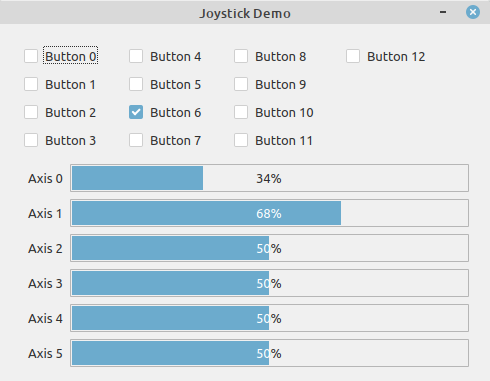 Joystick Demo
Button 0 Button 4 Button 8 Button 12
Button 1 Button 5 Button 9
Button 2 Button 6 Button 10
Button 3 Button 7 Button 11
Axis 0 34%
Axis 1 68%
Axis 2 50%
Axis 3 50%
Axis 4 50%
Axis 5 50%